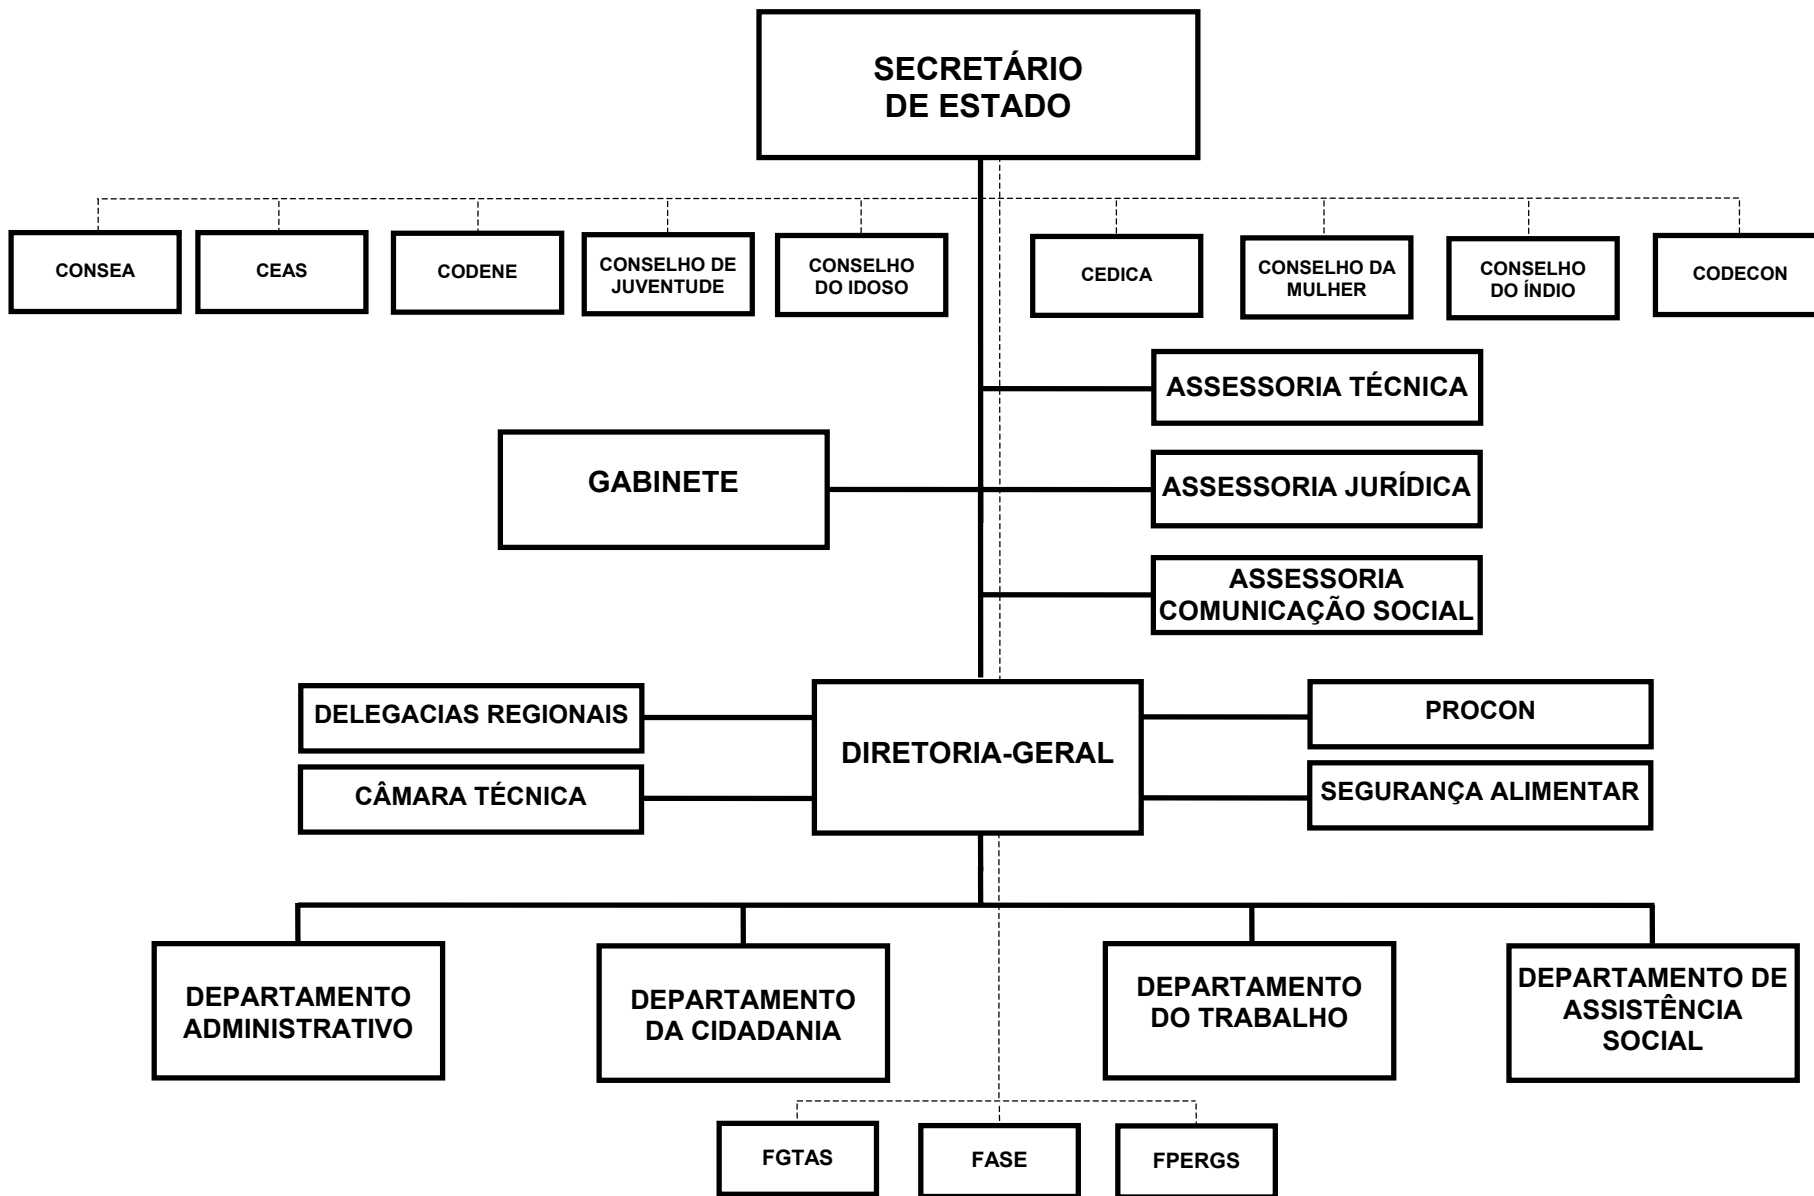 SECRETÁRIO
DE ESTADO
CONSEA
CEAS
CODENE
CONSELHO DE
JUVENTUDE
CONSELHO
DO IDOSO
CEDICA
CONSELHO DA
MULHER
CONSELHO
DO ÍNDIO
CODECON
ASSESSORIA TÉCNICA
GABINETE
ASSESSORIA JURÍDICA
ASSESSORIA
COMUNICAÇÃO SOCIAL
DELEGACIAS REGIONAIS
CÂMARA TÉCNICA
DIRETORIA-GERAL
PROCON
SEGURANÇA ALIMENTAR
DEPARTAMENTO
ADMINISTRATIVO
DEPARTAMENTO
DA CIDADANIA
DEPARTAMENTO
DO TRABALHO
DEPARTAMENTO DE
ASSISTÊNCIA
SOCIAL
FGTAS
FASE
FPERGS